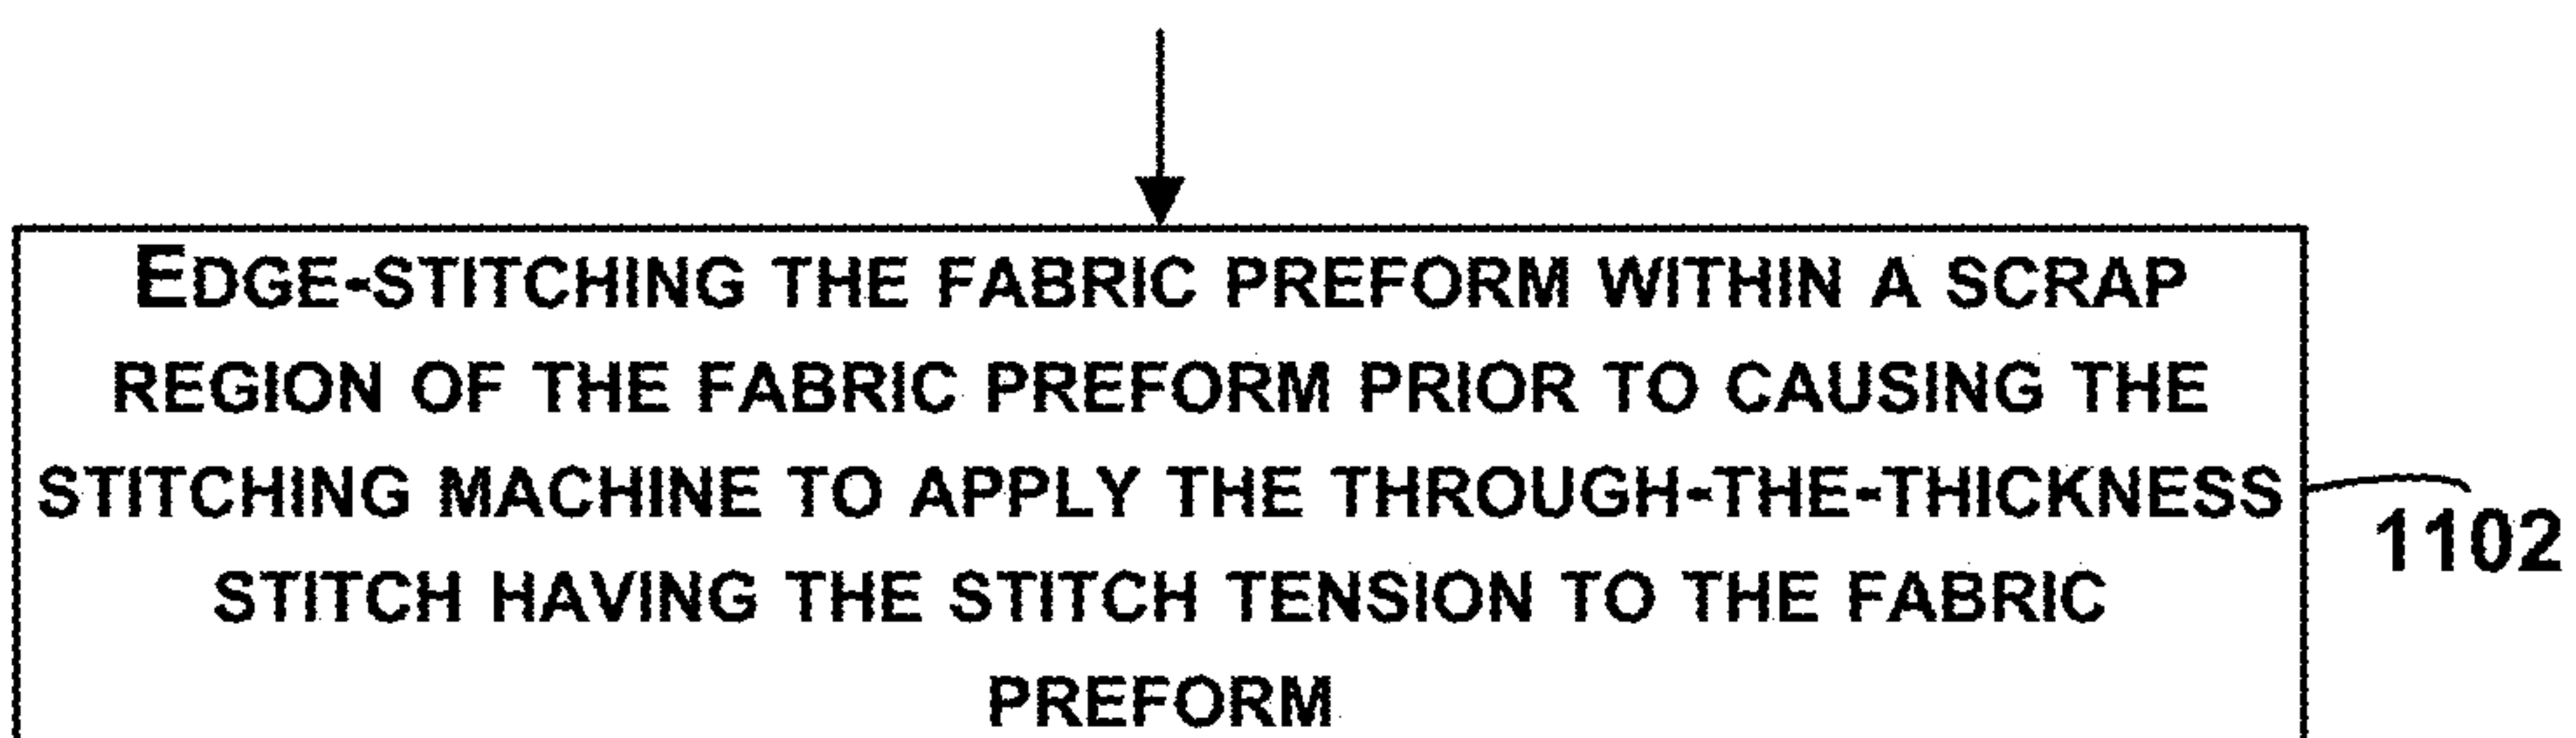 EDGE-STITCHING THE FABRIC PREFORM WITHIN A SCRAP
REGION OF THE FABRIC PREFORM PRIOR TO CAUSING THE
STITCHING MACHINE TO APPLY THE THROUGH-THE-THICKNESS
STITCH HAVING THE STITCH TENSION TO THE FABRIC
PREFORM
1102